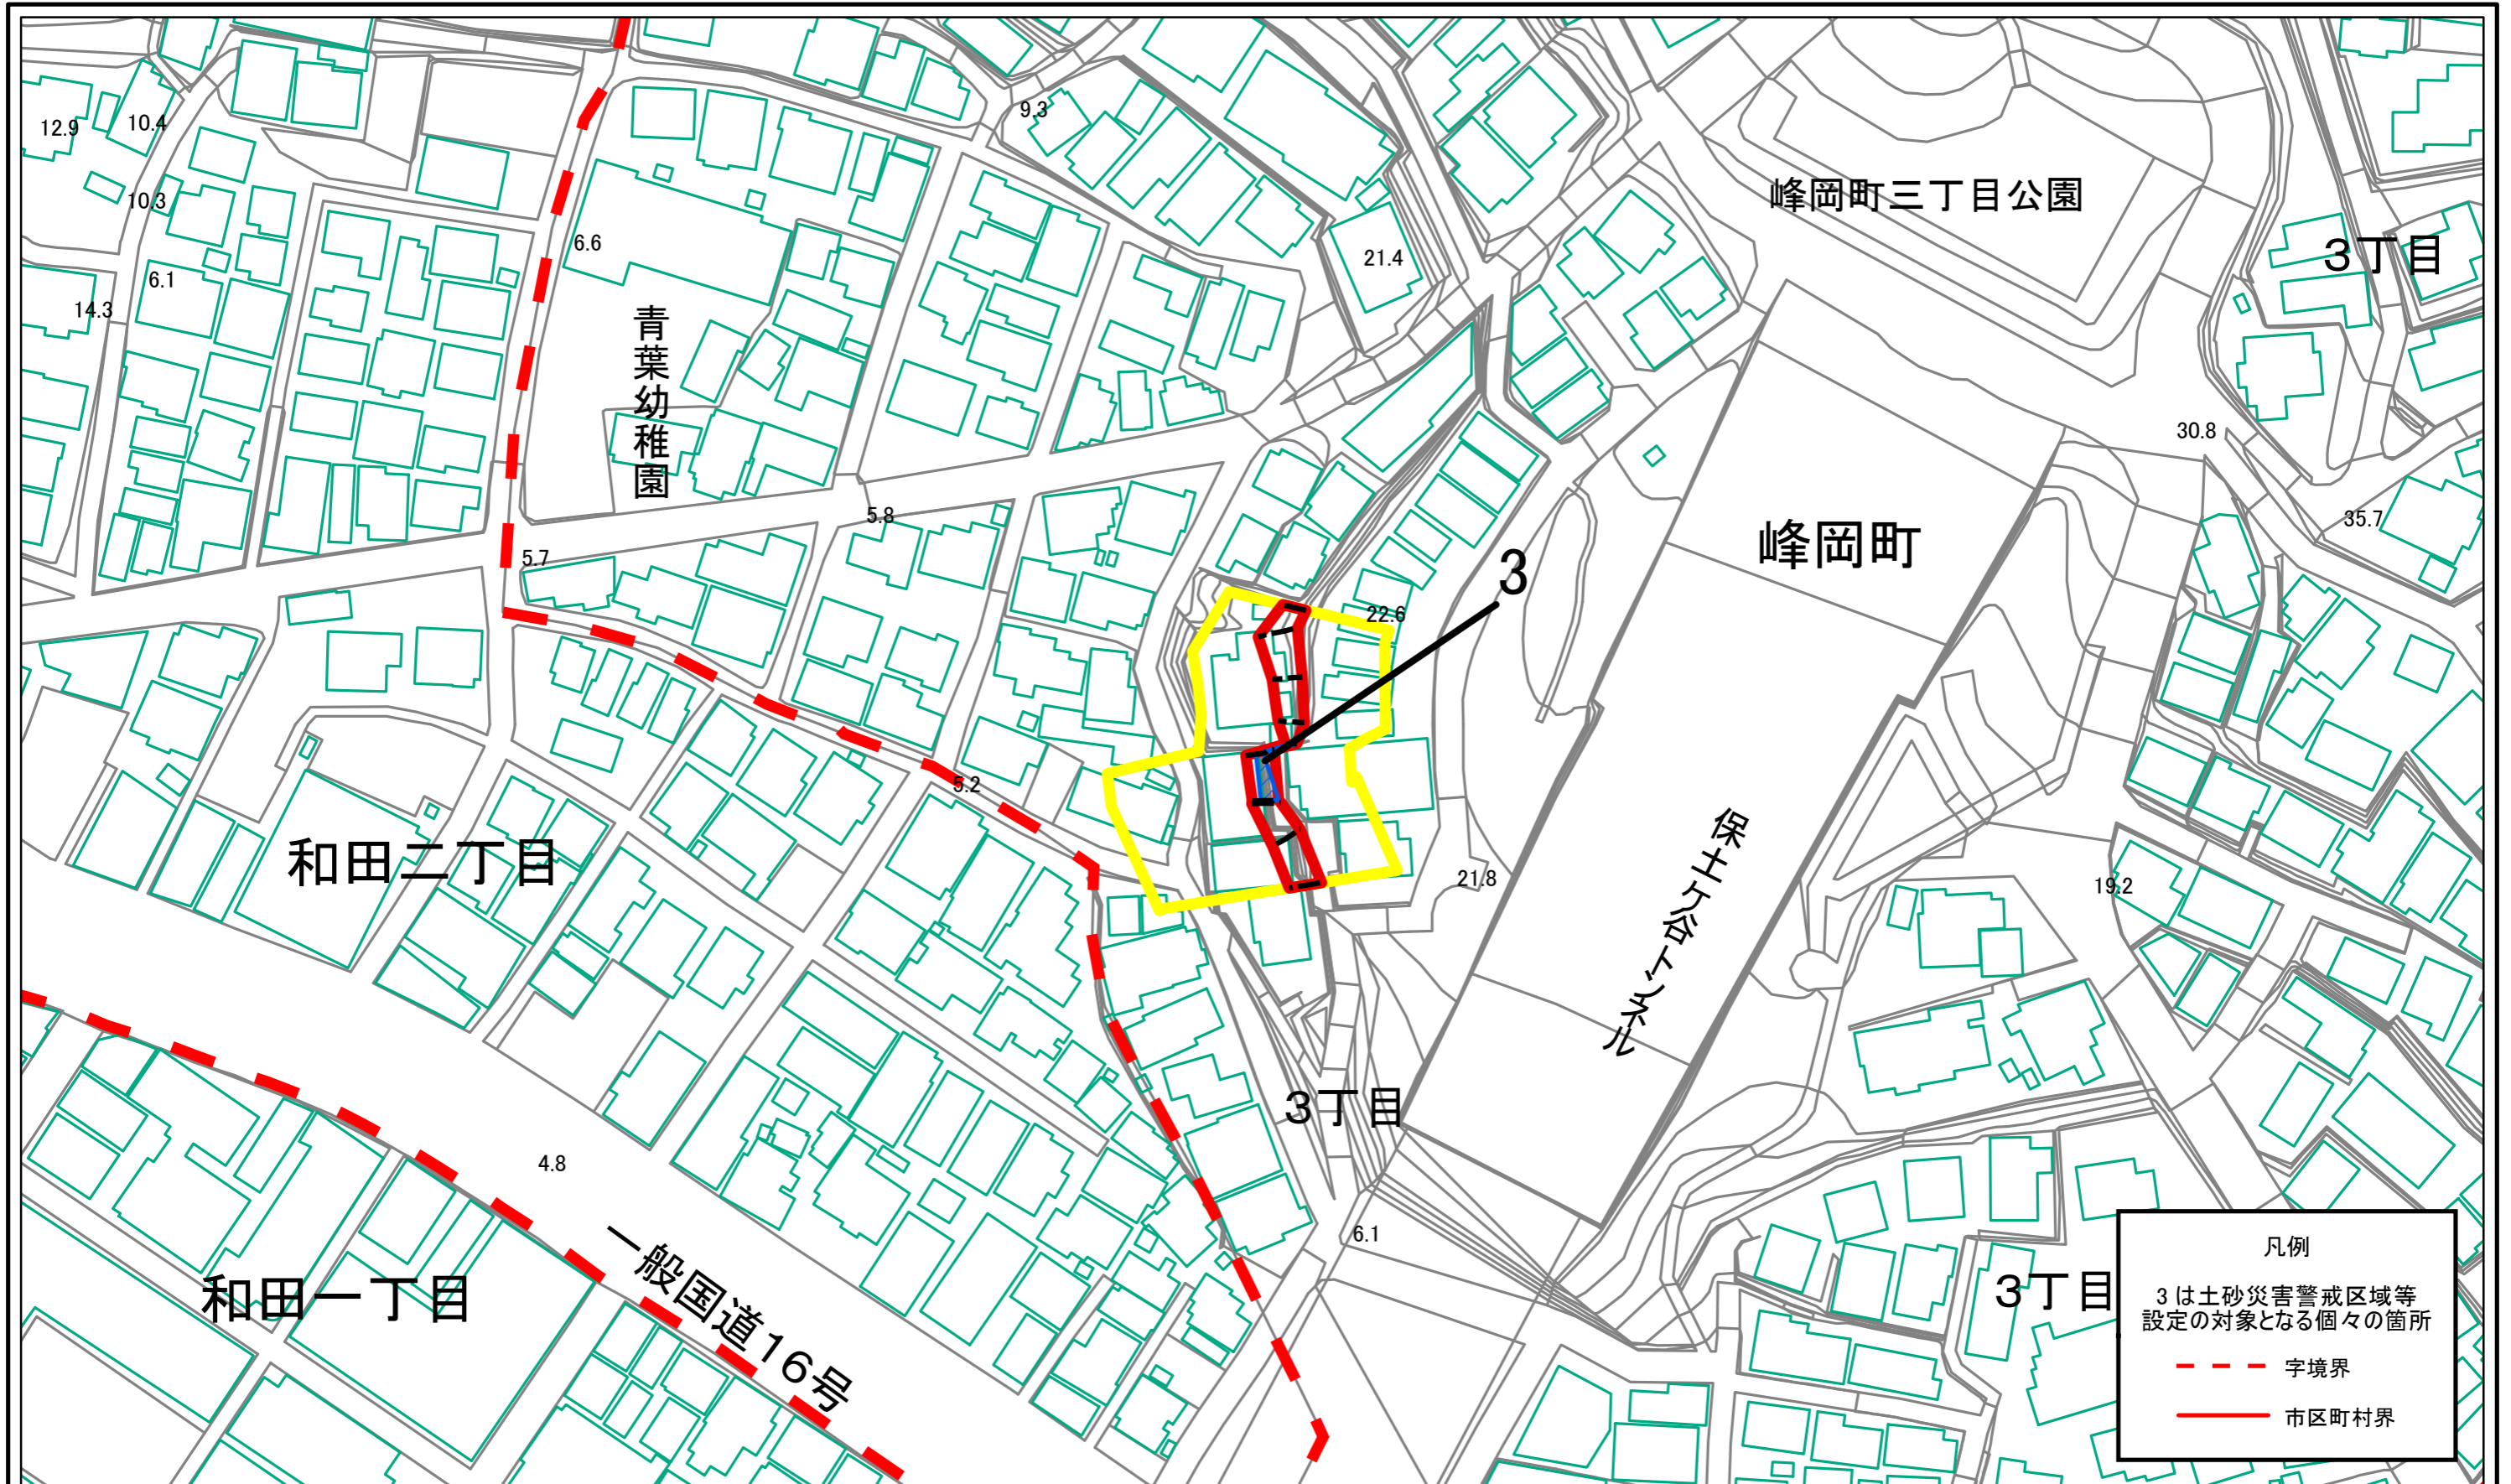 12.9
10.4
9.3
10.3
峰岡町三丁目公園
6.6
21.4
3丁目
6.1
14.3
青葉幼稚園
30.8
5.8
35.7
峰岡町
5.7
3
22.6
5.2
保土ケ谷トンネル
和田二丁目
21.8
19.2
3丁目
4.8
6.1
一般国道16号
和田一丁目
3丁目
凡例
3は土砂災害警戒区域等
設定の対象となる個々の箇所
字境界
市区町村界